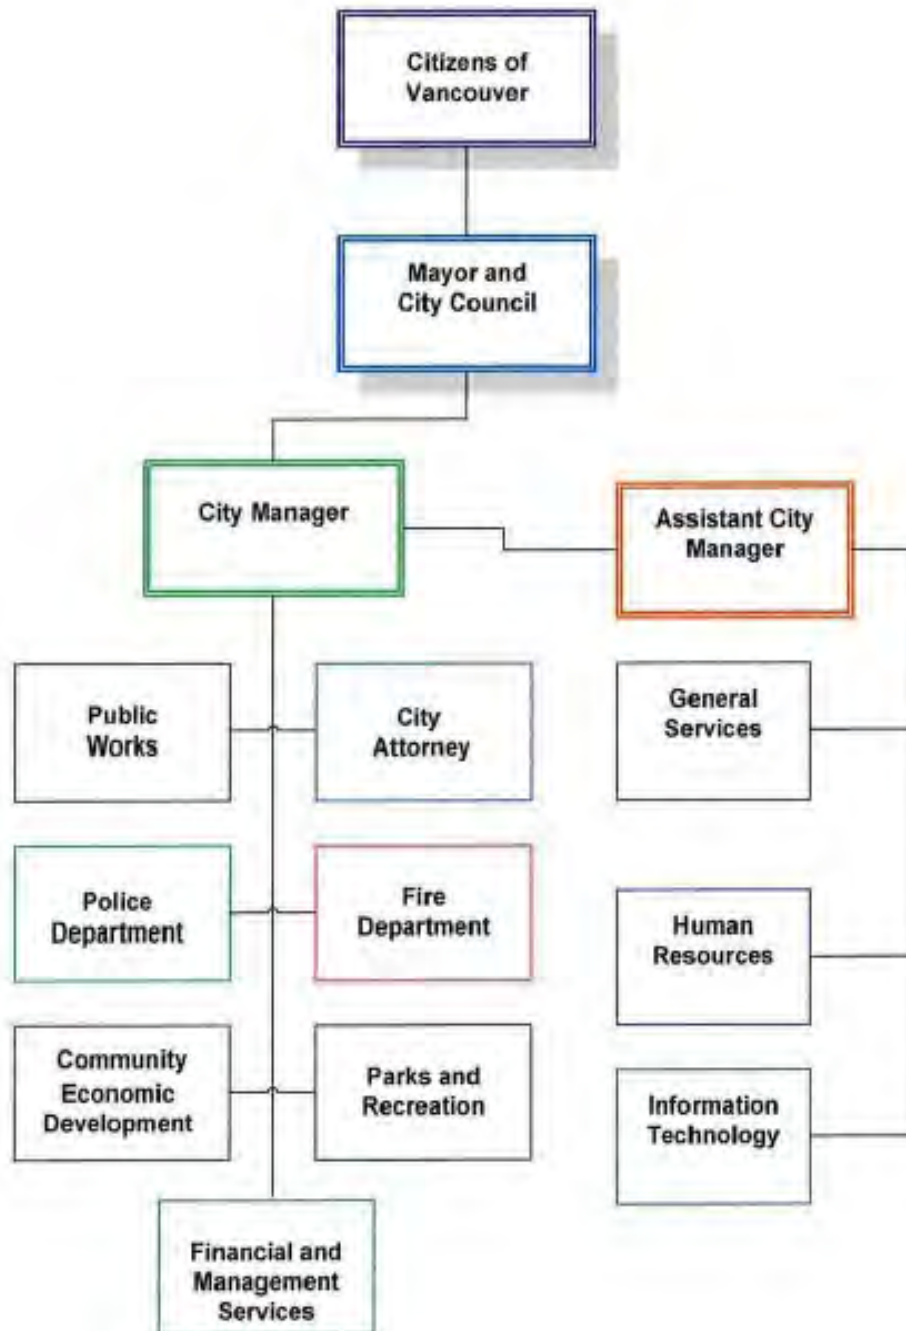 Citizens of
Vancouver
Mayor and
City Council
City Manager
Assistant City
Manager
Public
Works
City
Attorney
General
Services
Police
Department
Fire
Department
Human
Resources
Community
Economic
Development
Parks and
Recreation
Information
Technology
Financial and
Management
Services